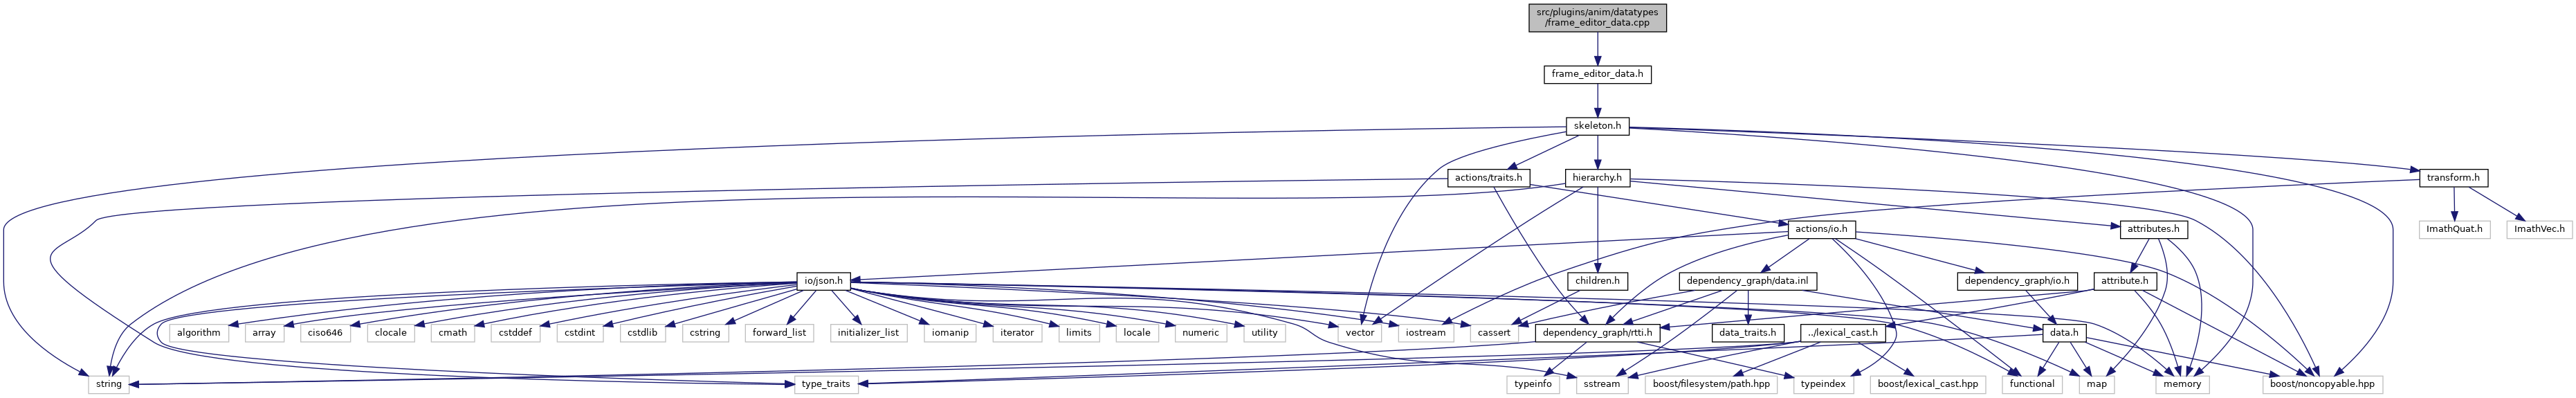 src/plugins/anim/datatypes
/frame_editor_data.cpp
frame_editor_data.h
skeleton.h
actions/traits.h
hierarchy.h
transform.h
actions/io.h
attributes.h
ImathQuat.h
ImathVec.h
io/json.h
children.h
dependency_graph/data.inl
dependency_graph/io.h
attribute.h
algorithm
array
ciso646
clocale
cmath
cstddef
cstdint
cstdlib
cstring
forward_list
initializer_list
iomanip
iterator
limits
locale
numeric
utility
vector
iostream
cassert
dependency_graph/rtti.h
data_traits.h
../lexical_cast.h
data.h
string
type_traits
typeinfo
sstream
boost/filesystem/path.hpp
typeindex
boost/lexical_cast.hpp
functional
map
memory
boost/noncopyable.hpp